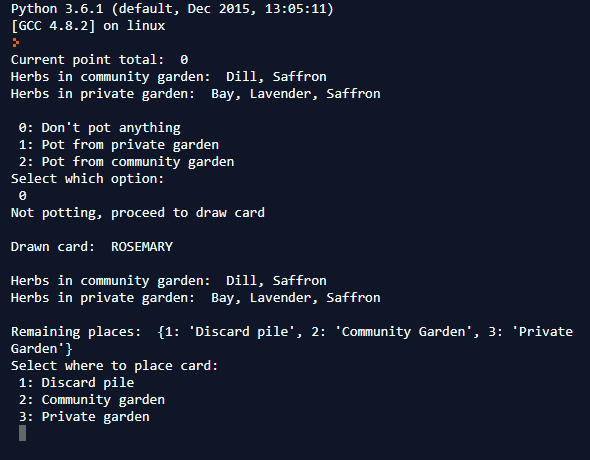 Python 3.6.1 (default, Dec 2015, 13:05:11)
[GCC 4.8.2] on linux
Current point total:  0
Herbs in community garden:  Dill, Saffron
Herbs in private garden:  Bay, Lavender, Saffron
0: Don't pot anything
1: Pot from private garden
2: Pot from community garden
Select which option:
0
Not potting, proceed to draw card
Drawn card:  ROSEMARY
Herbs in community garden:  Dill, Saffron
Herbs in private garden:  Bay, Lavender, Saffron
Remaining places:  {1: 'Discard pile', 2: 'Community Garden', 3: 'Private
Garden'}
Select where to place card:
1: Discard pile
2: Community garden
3: Private garden